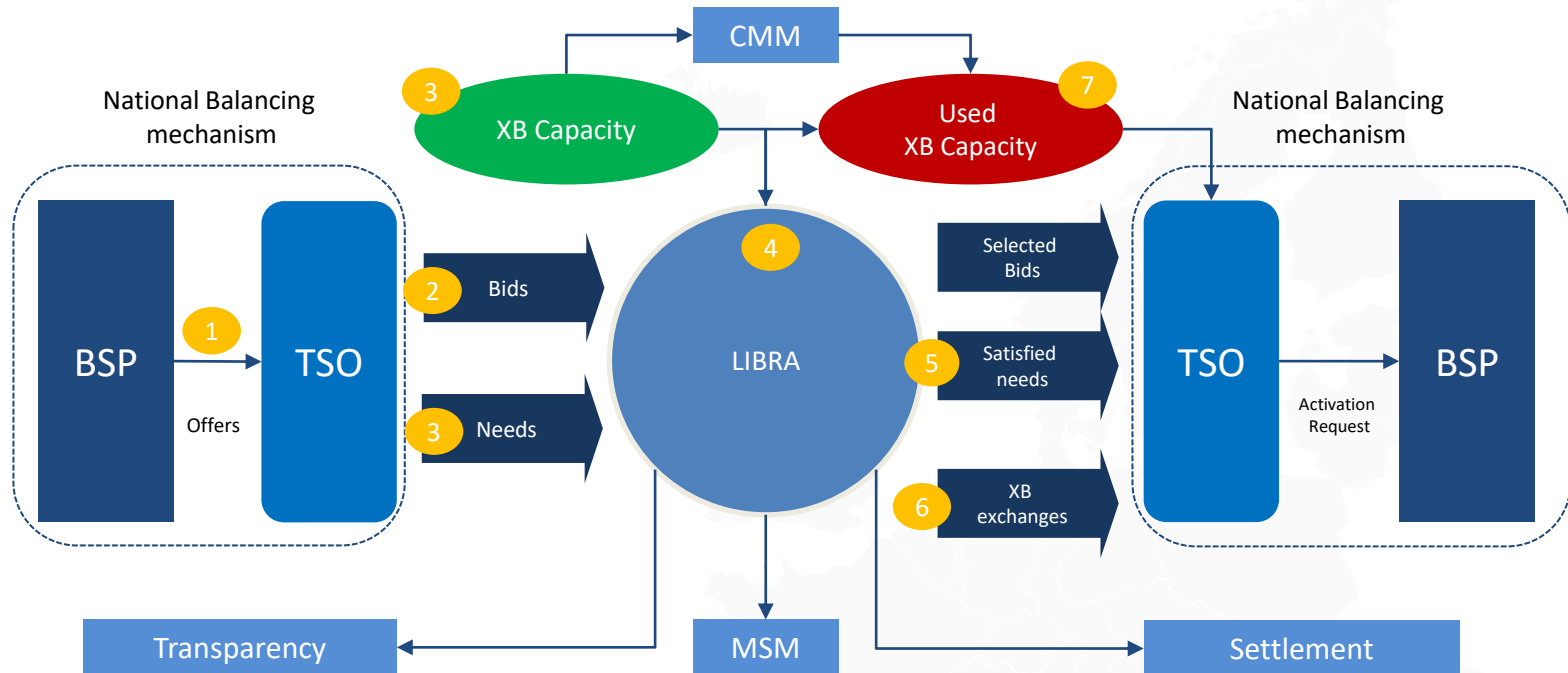 CMM
3
7
National Balancing
mechanism
XB Capacity
Used
XB Capacity
National Balancing
mechanism
BSP
1
Offers
TSO
2
Bids
3
Needs
4
LIBRA
Selected
Bids
5
Satisfied
needs
6
XB
exchanges
TSO
Activation
Request
BSP
Transparency
MSM
Settlement